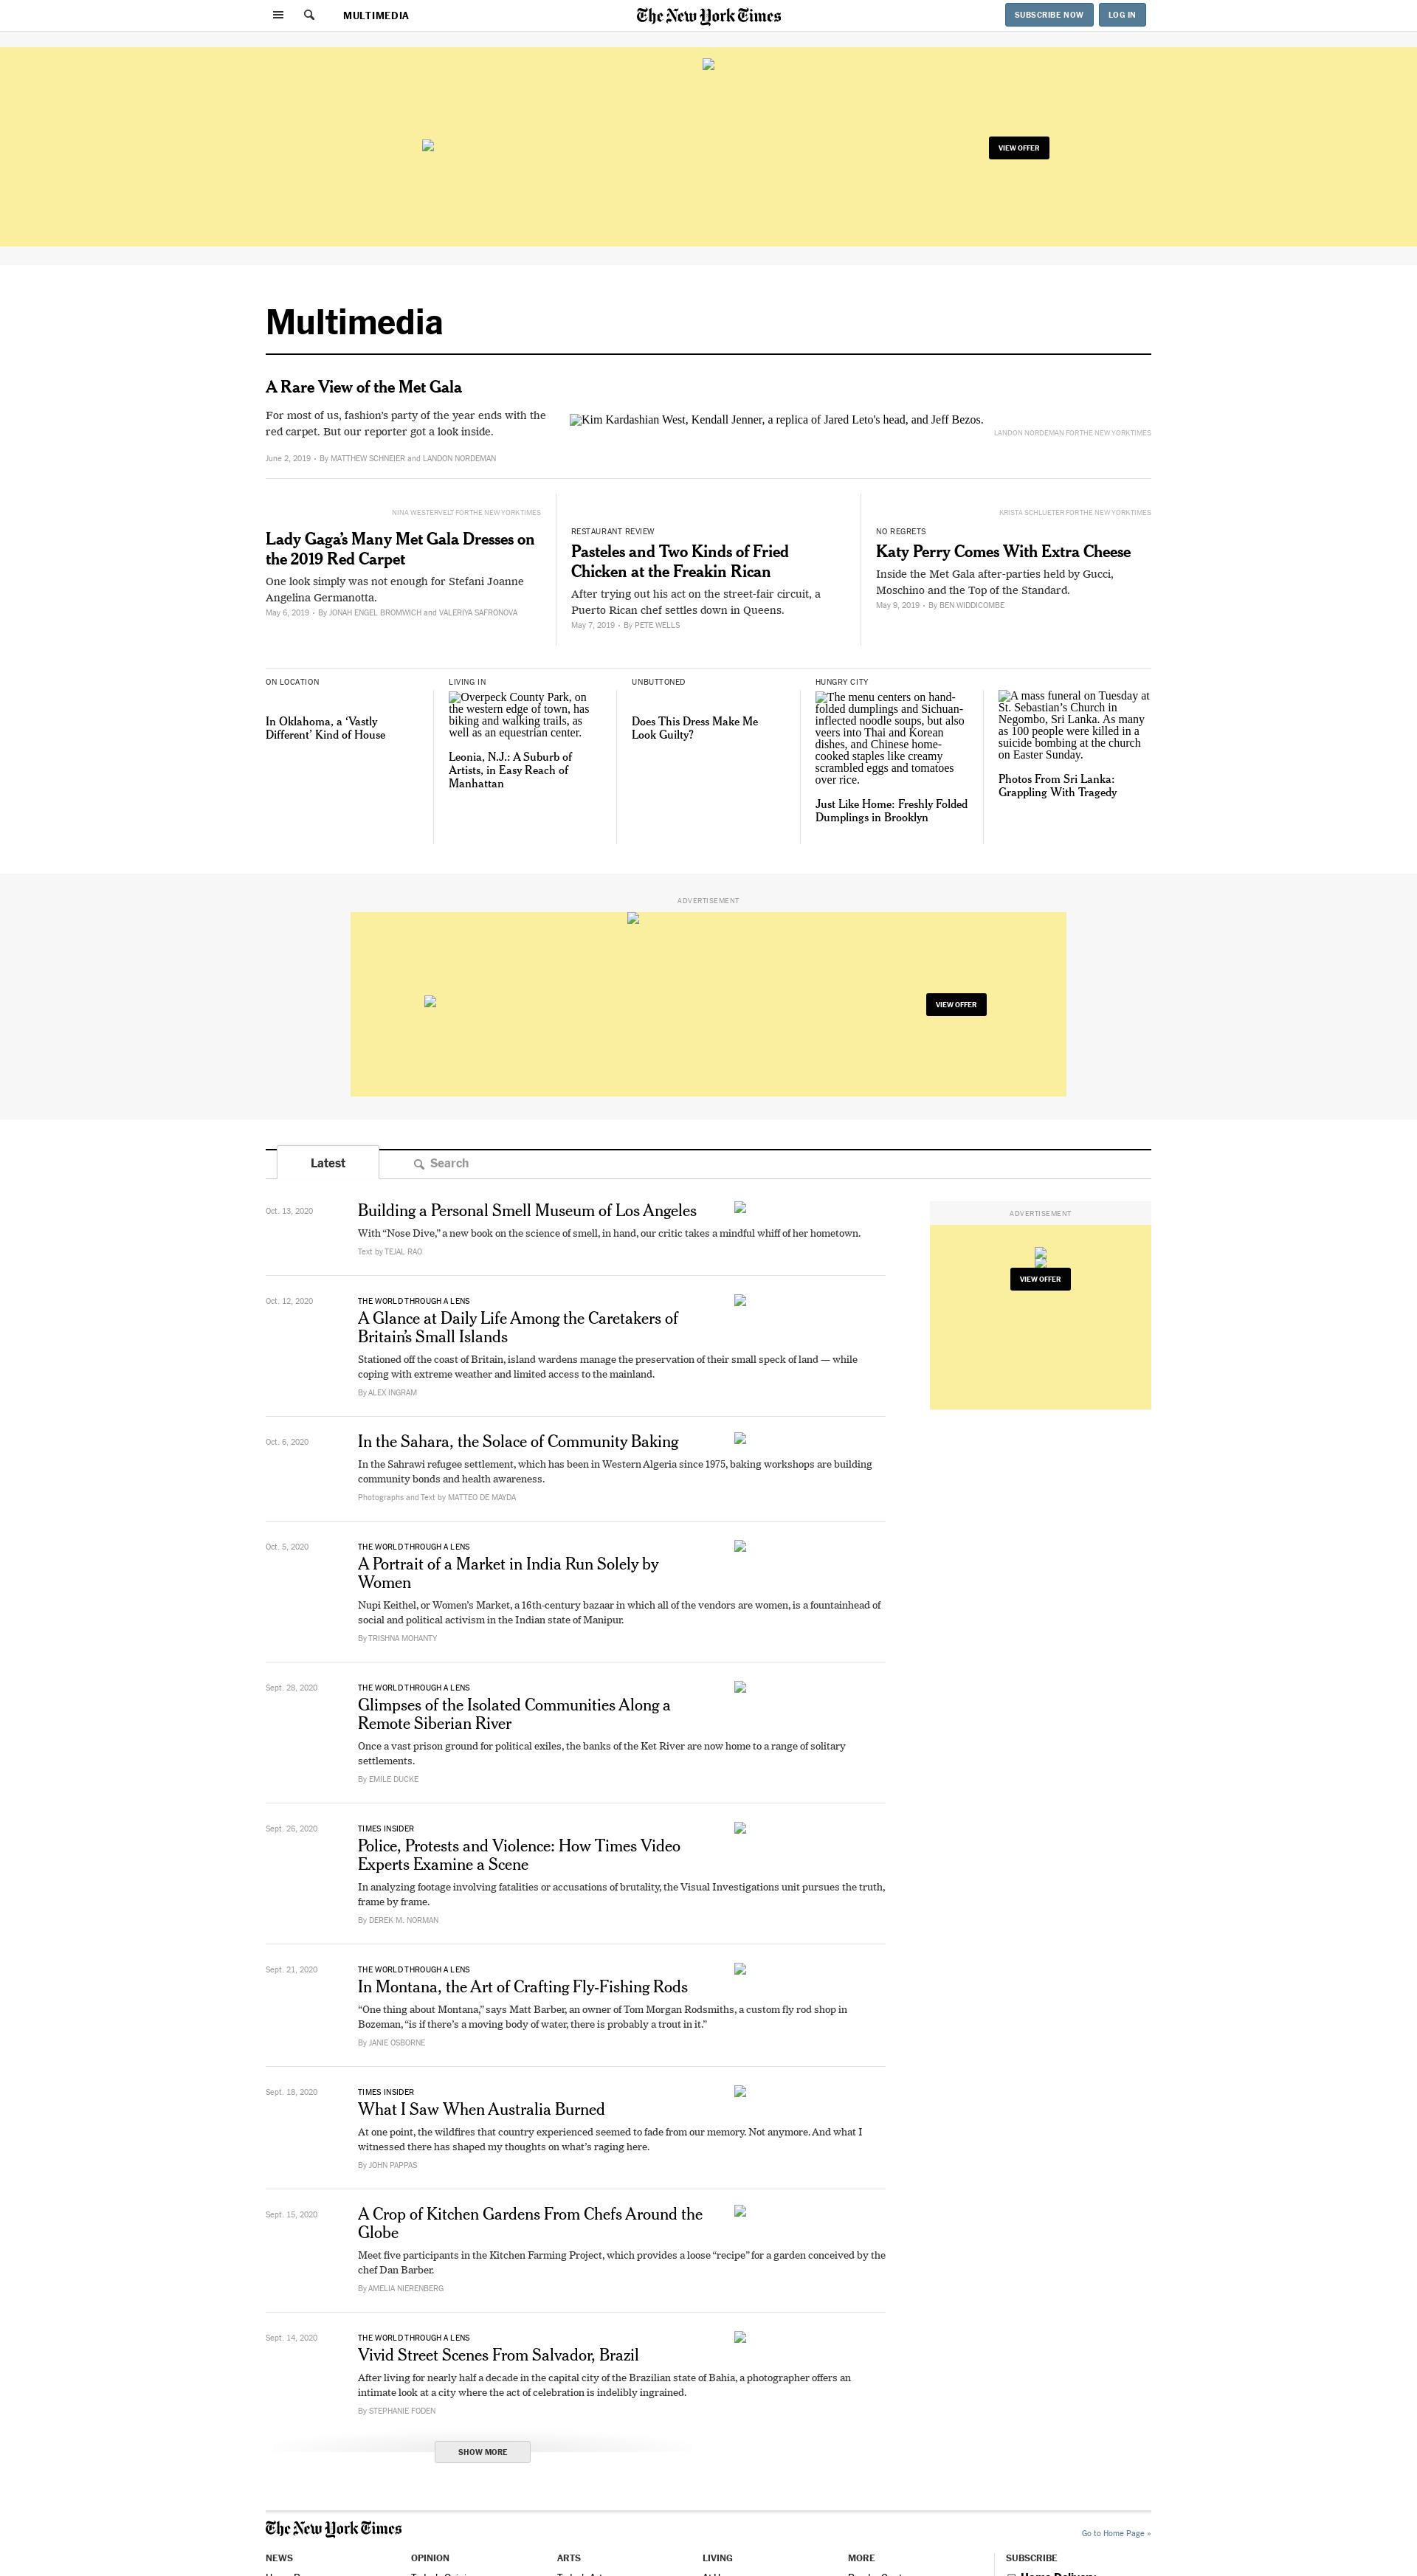 MULTIMEDIA
The New York Times
SUBSCRIBE NOW
LOG IN
VIEW OFFER
Multimedia
A Rare View of the Met Gala
For most of us, fashion’s party of the year ends with the
red carpet. But our reporter got a look inside.
June 2, 2019 • By MATTHEW SCHNEIER and LANDON NORDEMAN
Kim Kardashian West, Kendall Jenner, a replica of Jared Leto's head, and Jeff Bezos.
LANDON NORDEMAN FOR THE NEW YORK TIMES
NINA WESTERVELT FOR THE NEW YORK TIMES
Lady Gaga’s Many Met Gala Dresses on
the 2019 Red Carpet
One look simply was not enough for Stefani Joanne
Angelina Germanotta.
May 6, 2019 • By JONAH ENGEL BROMWICH and VALERIYA SAFRONOVA
RESTAURANT REVIEW
Pasteles and Two Kinds of Fried
Chicken at the Freakin Rican
After trying out his act on the street-fair circuit, a
Puerto Rican chef settles down in Queens.
May 7, 2019 • By PETE WELLS
KRISTA SCHLUETER FOR THE NEW YORK TIMES
NO REGRETS
Katy Perry Comes With Extra Cheese
Inside the Met Gala after-parties held by Gucci,
Moschino and the Top of the Standard.
May 9, 2019 • By BEN WIDDICOMBE
ON LOCATION
In Oklahoma, a ‘Vastly
Different’ Kind of House
LIVING IN
Overpeck County Park, on
the western edge of town, has
biking and walking trails, as
well as an equestrian center.
Leonia, N.J.: A Suburb of
Artists, in Easy Reach of
Manhattan
UNBUTTONED
Does This Dress Make Me
Look Guilty?
HUNGRY CITY
The menu centers on hand-
folded dumplings and Sichuan-
inflected noodle soups, but also
veers into Thai and Korean
dishes, and Chinese home-
cooked staples like creamy
scrambled eggs and tomatoes
over rice.
Just Like Home: Freshly Folded
Dumplings in Brooklyn
A mass funeral on Tuesday at
St. Sebastian’s Church in
Negombo, Sri Lanka. As many
as 100 people were killed in a
suicide bombing at the church
on Easter Sunday.
Photos From Sri Lanka:
Grappling With Tragedy
ADVERTISEMENT
VIEW OFFER
Latest
Search
Oct. 13, 2020
Building a Personal Smell Museum of Los Angeles
With “Nose Dive,” a new book on the science of smell, in hand, our critic takes a mindful whiff of her hometown.
Text by TEJAL RAO
ADVERTISEMENT
VIEW OFFER
Oct. 12, 2020
THE WORLD THROUGH A LENS
A Glance at Daily Life Among the Caretakers of
Britain’s Small Islands
Stationed off the coast of Britain, island wardens manage the preservation of their small speck of land — while
coping with extreme weather and limited access to the mainland.
By ALEX INGRAM
Oct. 6, 2020
In the Sahara, the Solace of Community Baking
In the Sahrawi refugee settlement, which has been in Western Algeria since 1975, baking workshops are building
community bonds and health awareness.
Photographs and Text by MATTEO DE MAYDA
Oct. 5, 2020
THE WORLD THROUGH A LENS
A Portrait of a Market in India Run Solely by
Women
Nupi Keithel, or Women’s Market, a 16th-century bazaar in which all of the vendors are women, is a fountainhead of
social and political activism in the Indian state of Manipur.
By TRISHNA MOHANTY
Sept. 28, 2020
THE WORLD THROUGH A LENS
Glimpses of the Isolated Communities Along a
Remote Siberian River
Once a vast prison ground for political exiles, the banks of the Ket River are now home to a range of solitary
settlements.
By EMILE DUCKE
Sept. 26, 2020
TIMES INSIDER
Police, Protests and Violence: How Times Video
Experts Examine a Scene
In analyzing footage involving fatalities or accusations of brutality, the Visual Investigations unit pursues the truth,
frame by frame.
By DEREK M. NORMAN
Sept. 21, 2020
THE WORLD THROUGH A LENS
In Montana, the Art of Crafting Fly-Fishing Rods
“One thing about Montana,” says Matt Barber, an owner of Tom Morgan Rodsmiths, a custom fly rod shop in
Bozeman, “is if there’s a moving body of water, there is probably a trout in it.”
By JANIE OSBORNE
Sept. 18, 2020
TIMES INSIDER
What I Saw When Australia Burned
At one point, the wildfires that country experienced seemed to fade from our memory. Not anymore. And what I
witnessed there has shaped my thoughts on what’s raging here.
By JOHN PAPPAS
Sept. 15, 2020
A Crop of Kitchen Gardens From Chefs Around the
Globe
Meet five participants in the Kitchen Farming Project, which provides a loose “recipe” for a garden conceived by the
chef Dan Barber.
By AMELIA NIERENBERG
Sept. 14, 2020
THE WORLD THROUGH A LENS
Vivid Street Scenes From Salvador, Brazil
After living for nearly half a decade in the capital city of the Brazilian state of Bahia, a photographer offers an
intimate look at a city where the act of celebration is indelibly ingrained.
By STEPHANIE FODEN
SHOW MORE
The New York Times
Go to Home Page »
NEWS
OPINION
ARTS
LIVING
MORE
SUBSCRIBE